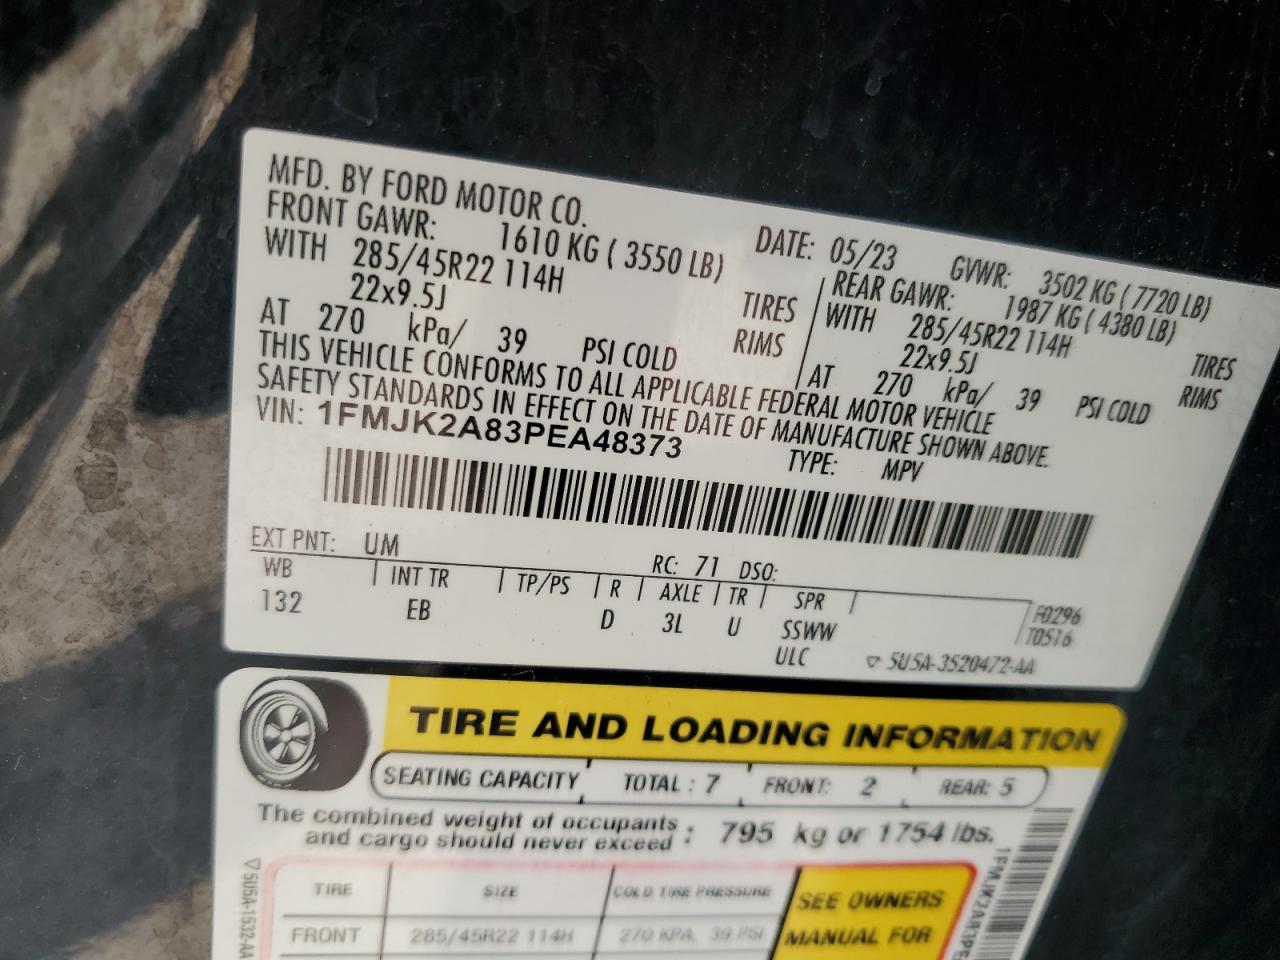 MFD. BY FORD MOTOR CO. DATE: 05/23 GVWR: 3502 KG ( 7720 LB)
FRONT GAWR: 1610 KG ( 3550 LB) REAR GAWR: 1987 KG ( 4380 LB)
WITH 285/45R22 114H TIRES WITH 285/45R22 114H TIRES
22x9.5J RIMS 22x9.5J RIMS
AT 270 kPa/ 39 PSI COLD AT 270 kPa/ 39 PSI COLD
THIS VEHICLE CONFORMS TO ALL APPLICABLE FEDERAL MOTOR VEHICLE
SAFETY STANDARDS IN EFFECT ON THE DATE OF MANUFACTURE SHOWN ABOVE.
VIN: 1FMJK2A83PEA48373 TYPE: MPV
EXT PNT: UM RC: 71 DSO:
WB INT TR TP/PS R AXLE TR SPR F0296
132 EB D 3L U SSWW T0516
ULC 5U5A-3520472-AA
TIRE AND LOADING INFORMATION
SEATING CAPACITY TOTAL : 7 FRONT: 2 REAR: 5
The combined weight of occupants
and cargo should never exceed : 795 kg or 1754 lbs.
TIRE SIZE COLD TIRE PRESSURE SEE OWNERS
FRONT 285/45R22 114H 270 KPA, 39 PSI MANUAL FOR
5U5A-1532-AA
1FMJK2A83PE